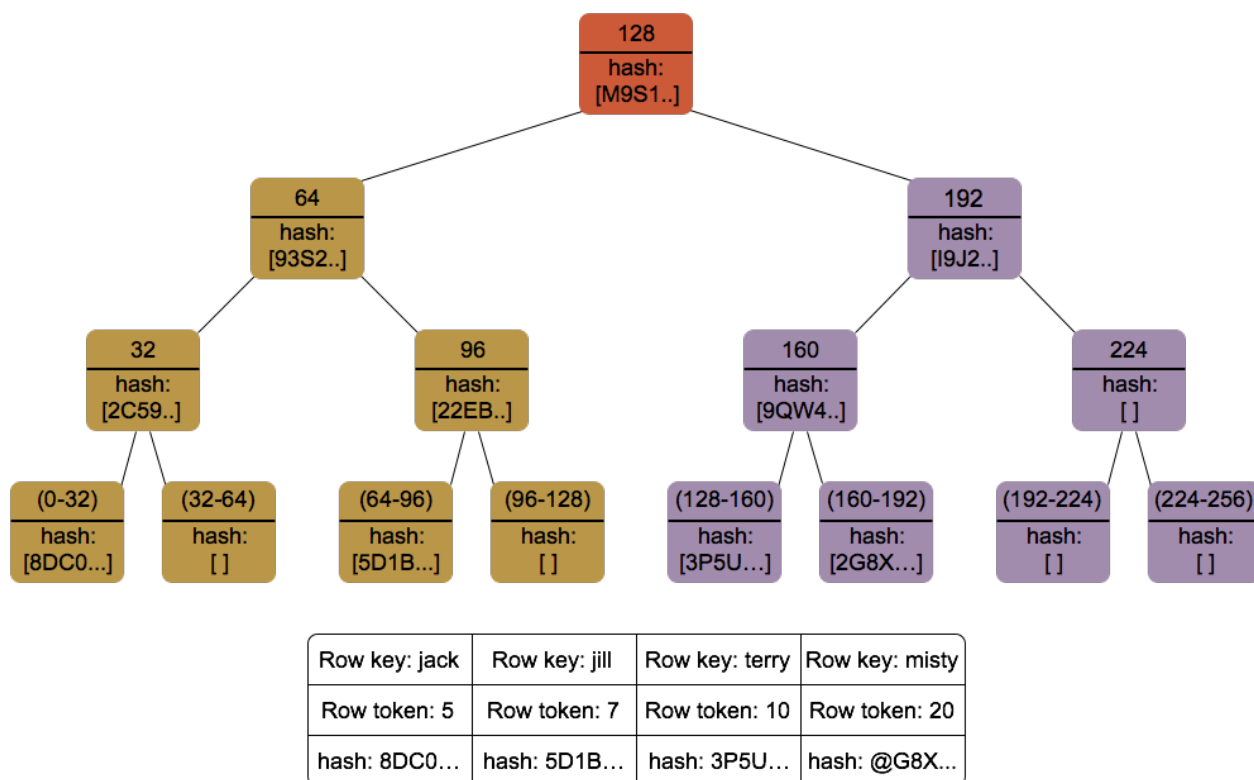 128
hash:
[M9S1..]
64
hash:
[93S2..]
192
hash:
[I9J2..]
32
hash:
[2C59..]
96
hash:
[22EB..]
160
hash:
[9QW4..]
224
hash:
[ ]
(0-32)
hash:
[8DC0...]
(32-64)
hash:
[ ]
(64-96)
hash:
[5D1B...]
(96-128)
hash:
[ ]
(128-160)
hash:
[3P5U…]
(160-192)
hash:
[2G8X…]
(192-224)
hash:
[ ]
(224-256)
hash:
[ ]
Row key: jack Row key: jill Row key: terry Row key: misty
Row token: 5 Row token: 7 Row token: 10 Row token: 20
hash: 8DC0… hash: 5D1B… hash: 3P5U… hash: @G8X...